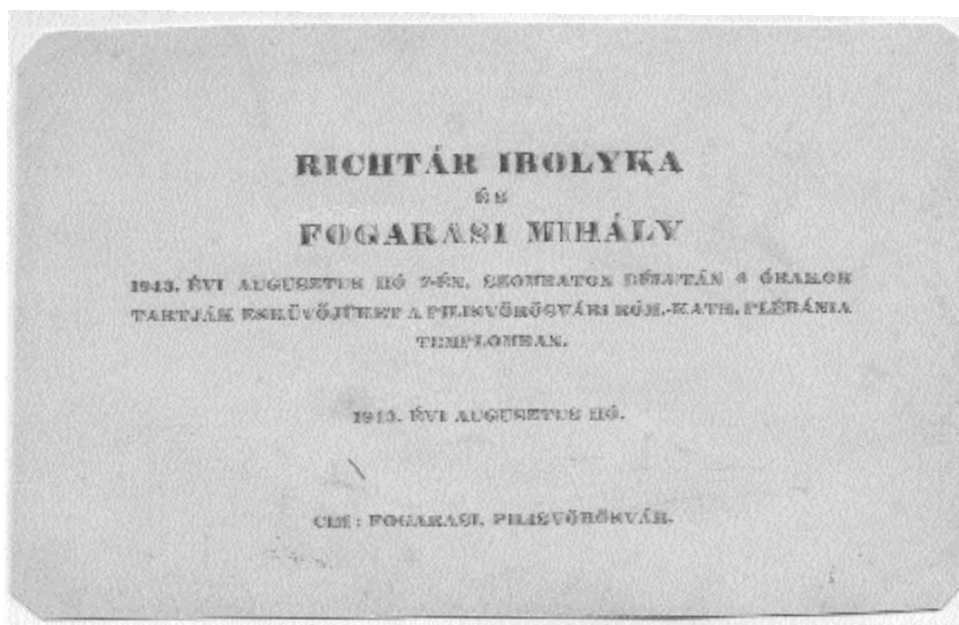 RICHTÁR IBOLYKA
ÉS
FOGARASI MIHÁLY
1943. ÉVI AUGUSZTUS HÓ 7-ÉN, SZOMBATON DÉLUTÁN 6 ÓRAKOR
TARTJÁK ESKÜVŐJÜKET A PILISVÖRÖSVÁRI RÓM.-KATH. PLÉBÁNIA
TEMPLOMBAN.
1943. ÉVI AUGUSZTUS HÓ.
CIM: FOGARASI, PILISVÖRÖSVÁR.